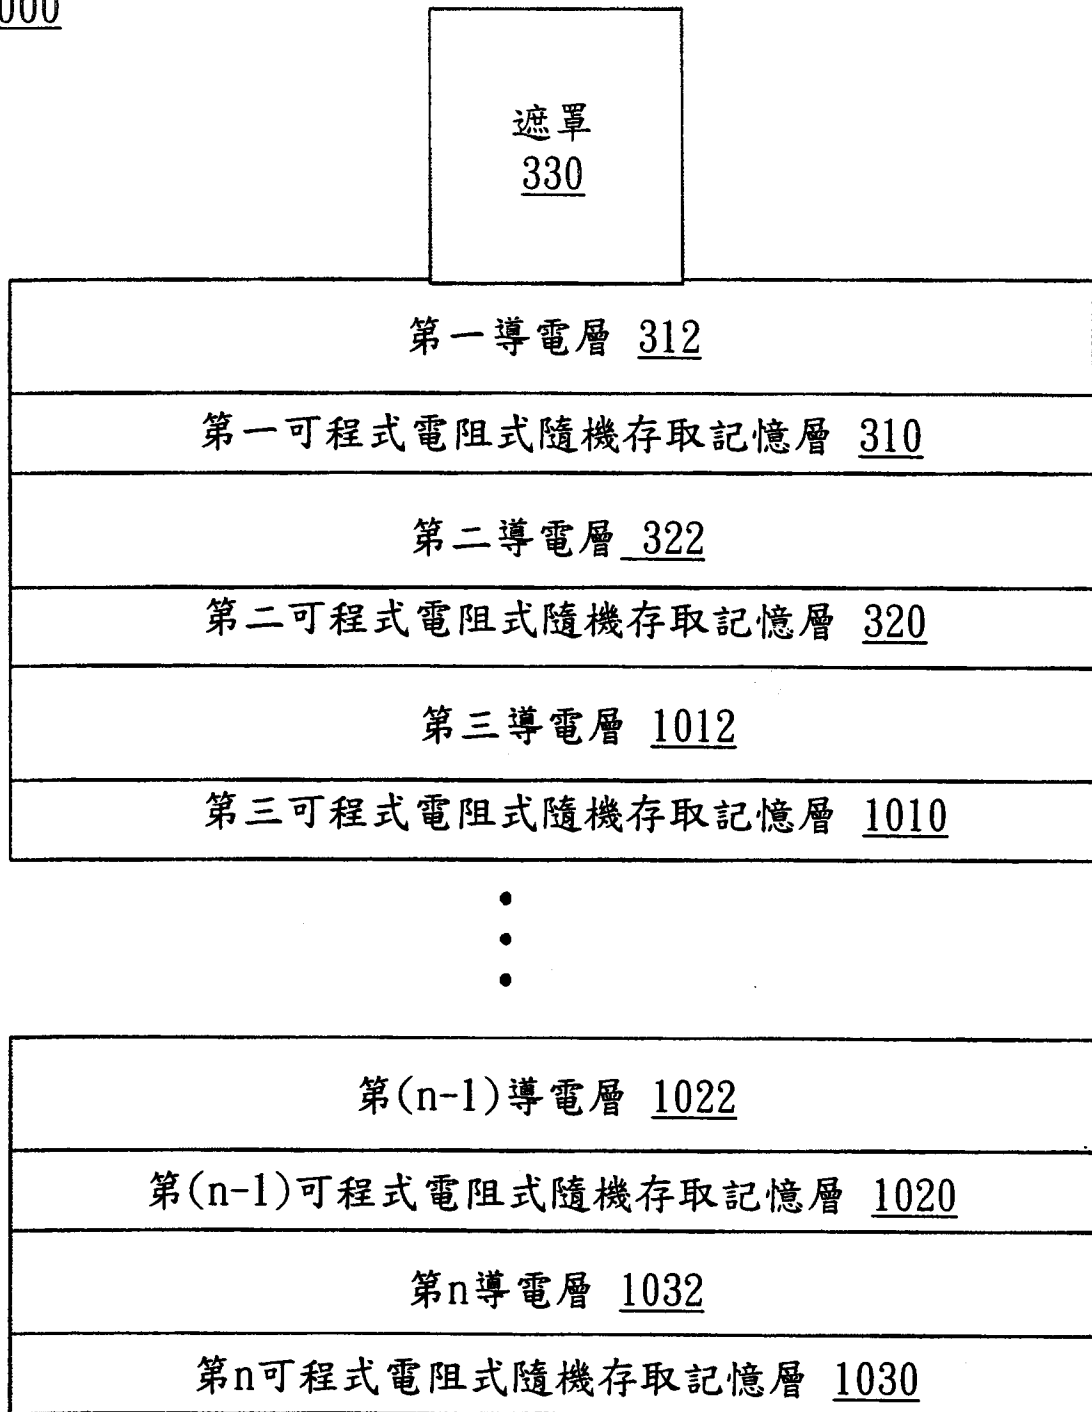 000
遮罩
330
第一導電層 312
第一可程式電阻式隨機存取記憶層 310
第二導電層 322
第二可程式電阻式隨機存取記憶層 320
第三導電層 1012
第三可程式電阻式隨機存取記憶層 1010
第(n-1)導電層 1022
第(n-1)可程式電阻式隨機存取記憶層 1020
第n導電層 1032
第n可程式電阻式隨機存取記憶層 1030